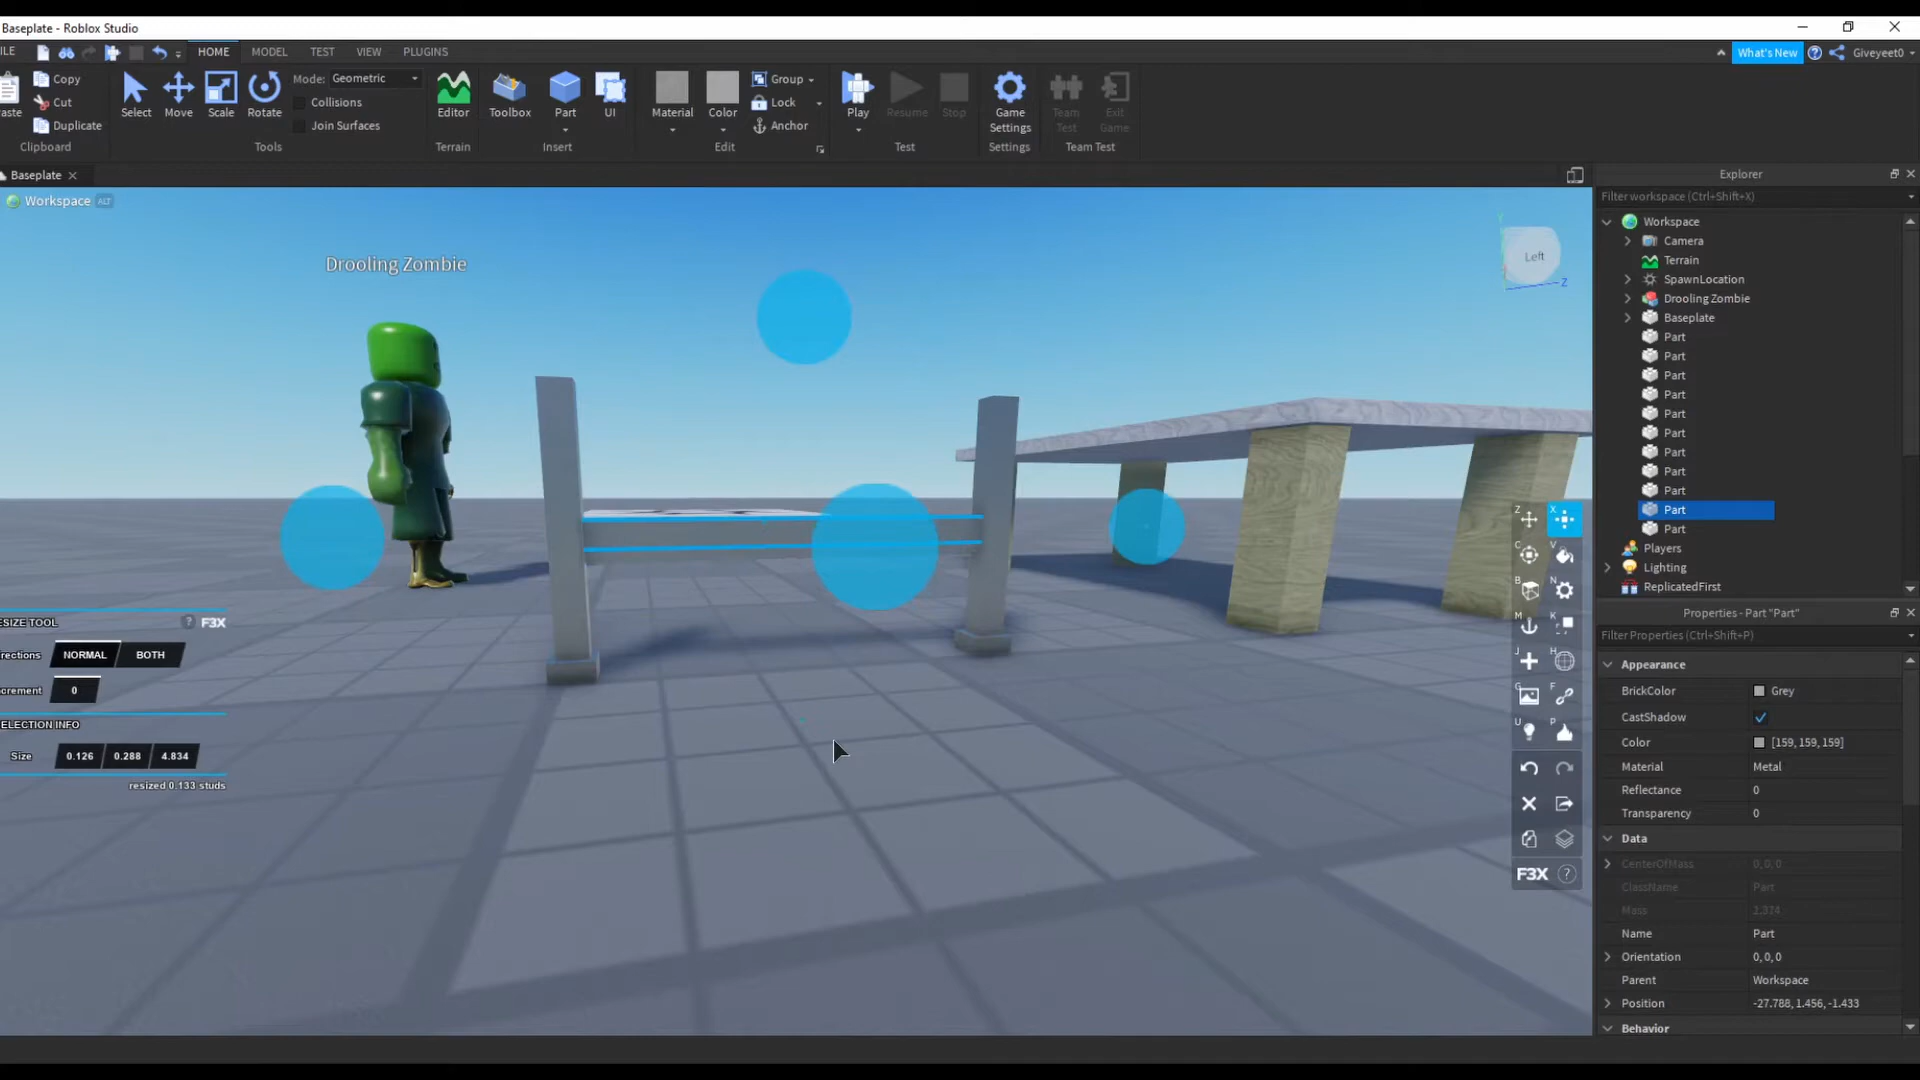 Baseplate - Roblox Studio
ILE
HOME
MODEL
TEST
VIEW
PLUGINS
What's New
Giveyeet0
aste
Copy
Cut
Duplicate
Clipboard
Select
Move
Scale
Rotate
Mode: Geometric
Collisions
Join Surfaces
Tools
Editor
Terrain
Toolbox
Part
UI
Insert
Material
Color
Group
Lock
Anchor
Edit
Play
Resume
Stop
Test
Game
Settings
Settings
Team
Test
Exit
Game
Team Test
Baseplate
Workspace ALT
Drooling Zombie
Left
Y
Z
Explorer
Filter workspace (Ctrl+Shift+X)
Workspace
Camera
Terrain
SpawnLocation
Drooling Zombie
Baseplate
Part
Part
Part
Part
Part
Part
Part
Part
Part
Part
Part
Players
Lighting
ReplicatedFirst
ESIZE TOOL
? F3X
rections NORMAL BOTH
crement 0
ELECTION INFO
Size 0.126 0.288 4.834
resized 0.133 studs
Z X
C V
B N
M K
J H
G F
U P
F3X ?
Properties - Part "Part"
Filter Properties (Ctrl+Shift+P)
Appearance
BrickColor Grey
CastShadow
Color [159, 159, 159]
Material Metal
Reflectance 0
Transparency 0
Data
CenterOfMass 0, 0, 0
ClassName Part
Mass
Name Part
Orientation 0, 0, 0
Parent Workspace
Position -27.788, 1.456, -1.433
Behavior